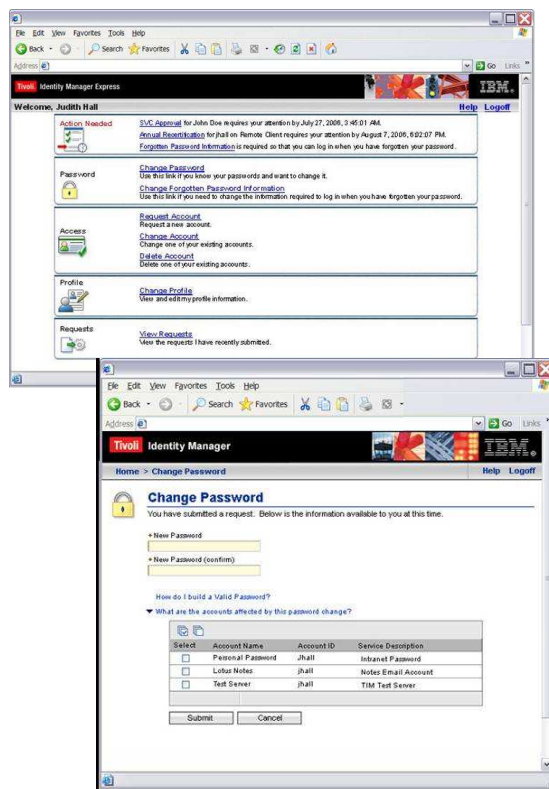 File Edit View Favorites Tools Help
Back Search Favorites
Address Go Links »
Tivoli Identity Manager Express IBM.
Welcome, Judith Hall Help Logoff
Action Needed
SVC Approval for John Doe requires your attention by July 27, 2006, 3:45:01 AM.
Annual Recertification for jhall on Remote Client requires your attention by August 7, 2006, 6:02:07 PM.
Forgotten Password Information is required so that you can log in when you have forgotten your password.
Password
Change Password
Use this link if you know your passwords and want to change it.
Change Forgotten Password Information
Use this link if you need to change the information required to log in when you have forgotten your password.
Access
Request Account
Request a new account.
Change Account
Change one of your existing accounts.
Delete Account
Delete one of your existing accounts.
Profile
Change Profile
View and edit my profile information.
Requests
View Requests
View the requests I have recently submitted.
File Edit View Favorites Tools Help
Back Search Favorites
Address Go Links
Tivoli Identity Manager IBM.
Home > Change Password Help Logoff
Change Password
You have submitted a request. Below is the information available to you at this time.
+ New Password
+ New Password (confirm)
How do I build a Valid Password?
What are the accounts affected by this password change?
Select Account Name Account ID Service Description
Personal Password Jhall Intranet Password
Lotus Notes jhall Notes Email Account
Test Server jhall TIM Test Server
Submit Cancel